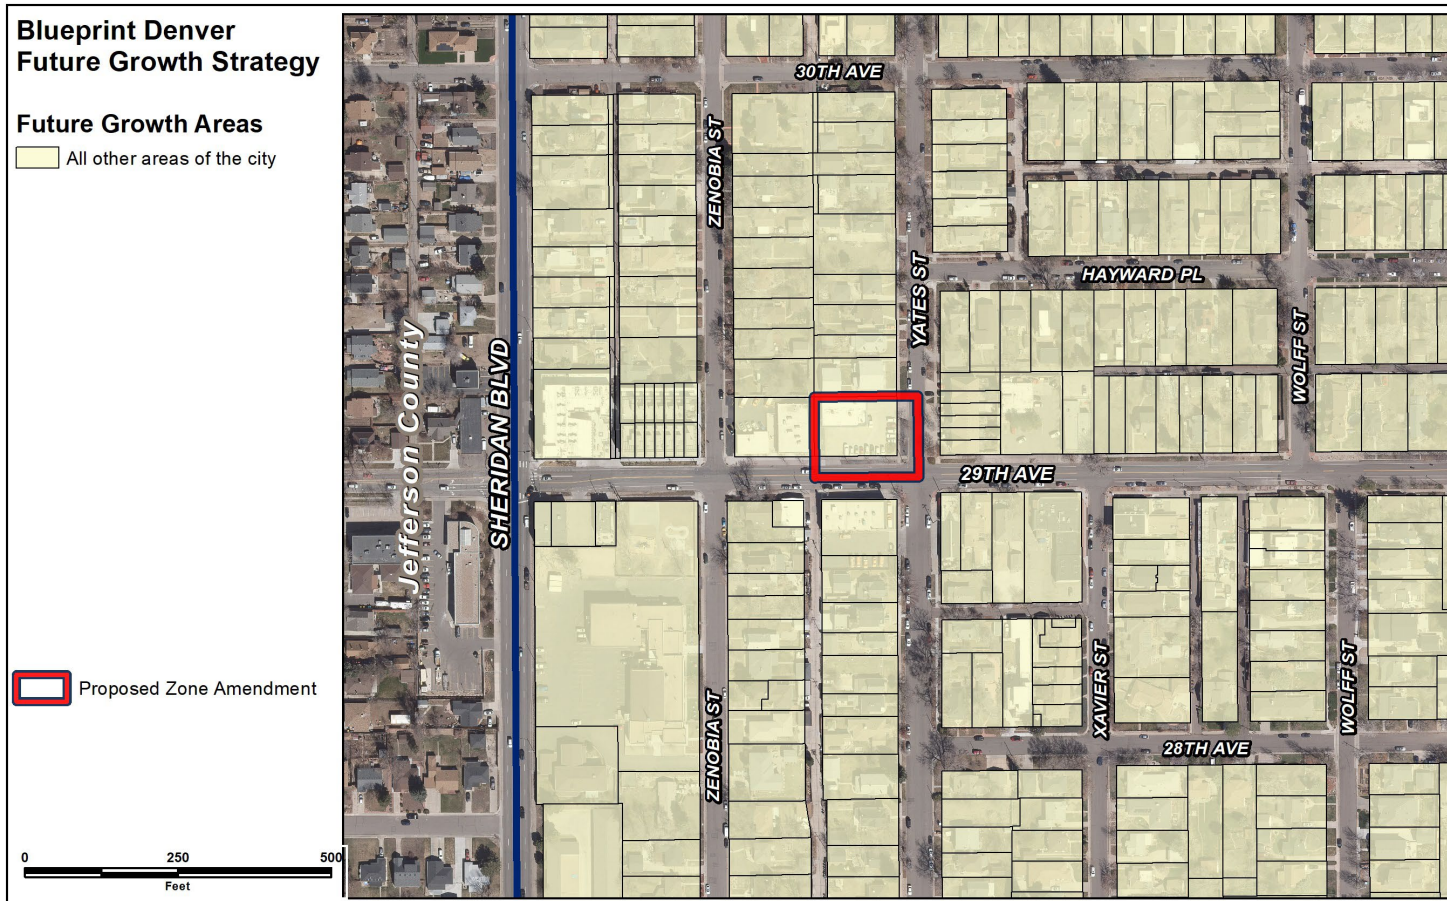 Blueprint Denver
Future Growth Strategy
Future Growth Areas
All other areas of the city
Proposed Zone Amendment
0 250 500
Feet
30TH AVE
ZENOBIA ST
YATES ST
HAYWARD PL
WOLFF ST
Jefferson County
SHERIDAN BLVD
29TH AVE
ZENOBIA ST
XAVIER ST
WOLFF ST
28TH AVE